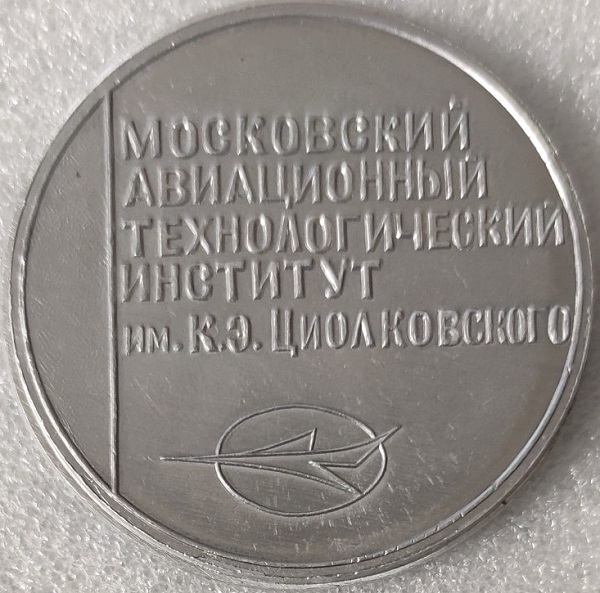 МОСКОВСКИЙ
АВИАЦИОННЫЙ
ТЕХНОЛОГИЧЕСКИЙ
ИНСТИТУТ
им. К.Э. ЦИОЛКОВСКОГО